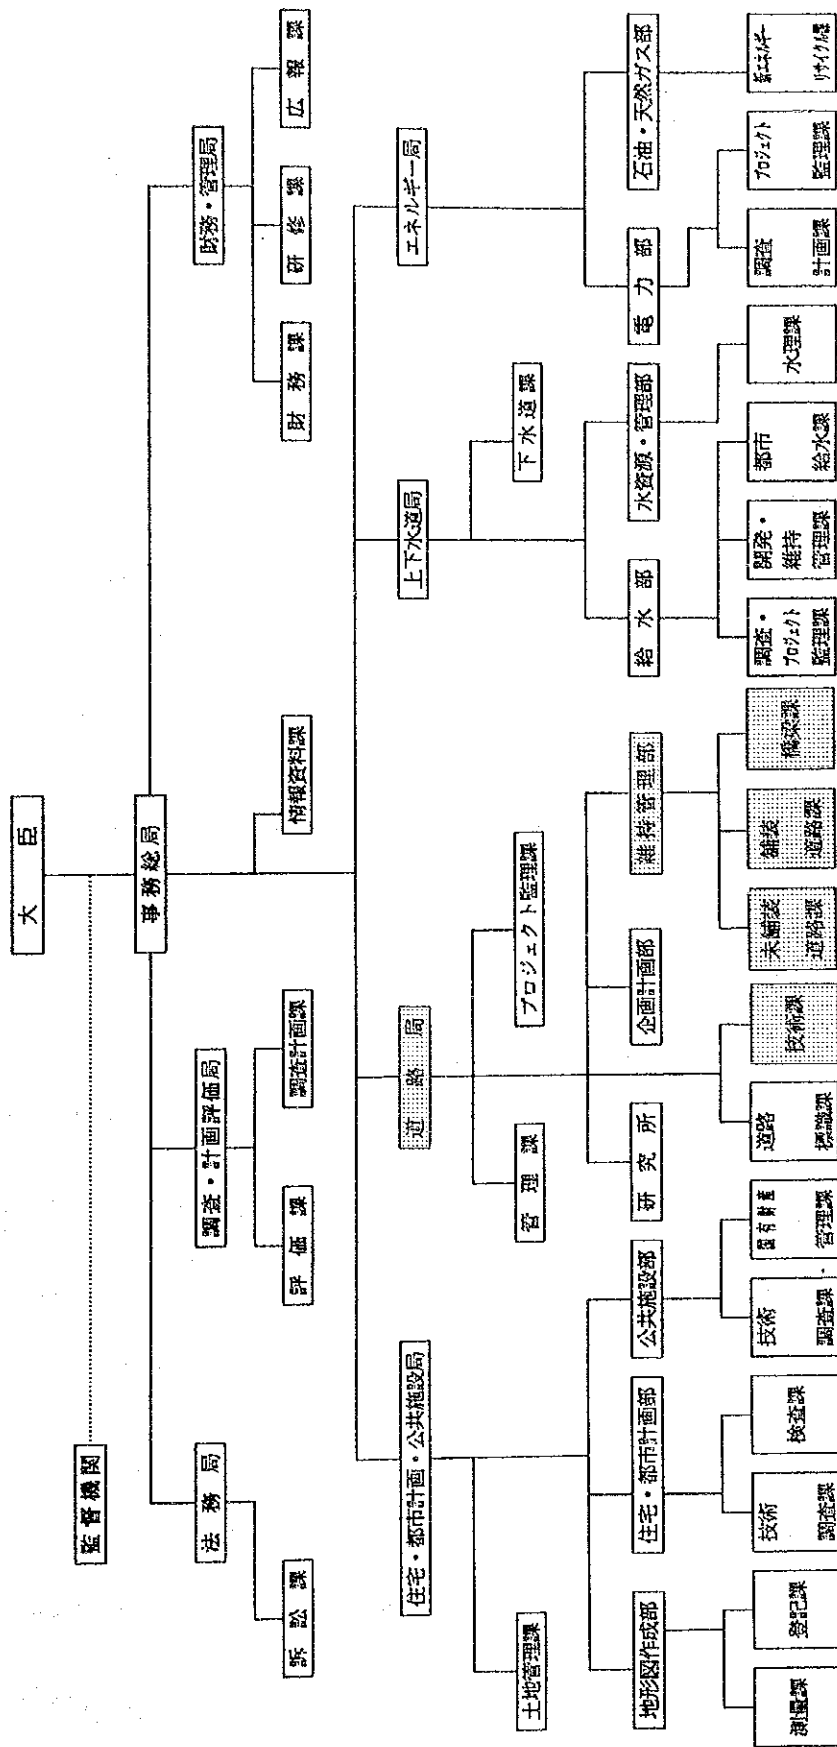 大臣
監督機関
事務総局
法務局
調査・計画評価局
財務・管理局
訴訟課
評価課
調査計画課
情報資料課
財務課
研修課
広報課
住宅・都市計画・公共施設局
道路局
上下水道局
エネルギー局
土地管理課
管理課
プロジェクト監理課
下水道課
地形図作成部
住宅・都市計画部
公共施設部
研究所
企画計画部
維持管理部
給水部
水資源・管理部
電力部
石油・天然ガス部
測量課
登記課
技術
調査課
検査課
技術
調査課
国有財産
管理課
道路
標識課
技術課
未舗装
道路課
舗装
道路課
橋梁課
調査・
プロジェクト
監理課
開発・
維持
管理課
都市
給水課
水理課
調査
計画課
プロジェクト
監理課
新エネルギー
リサイクル課